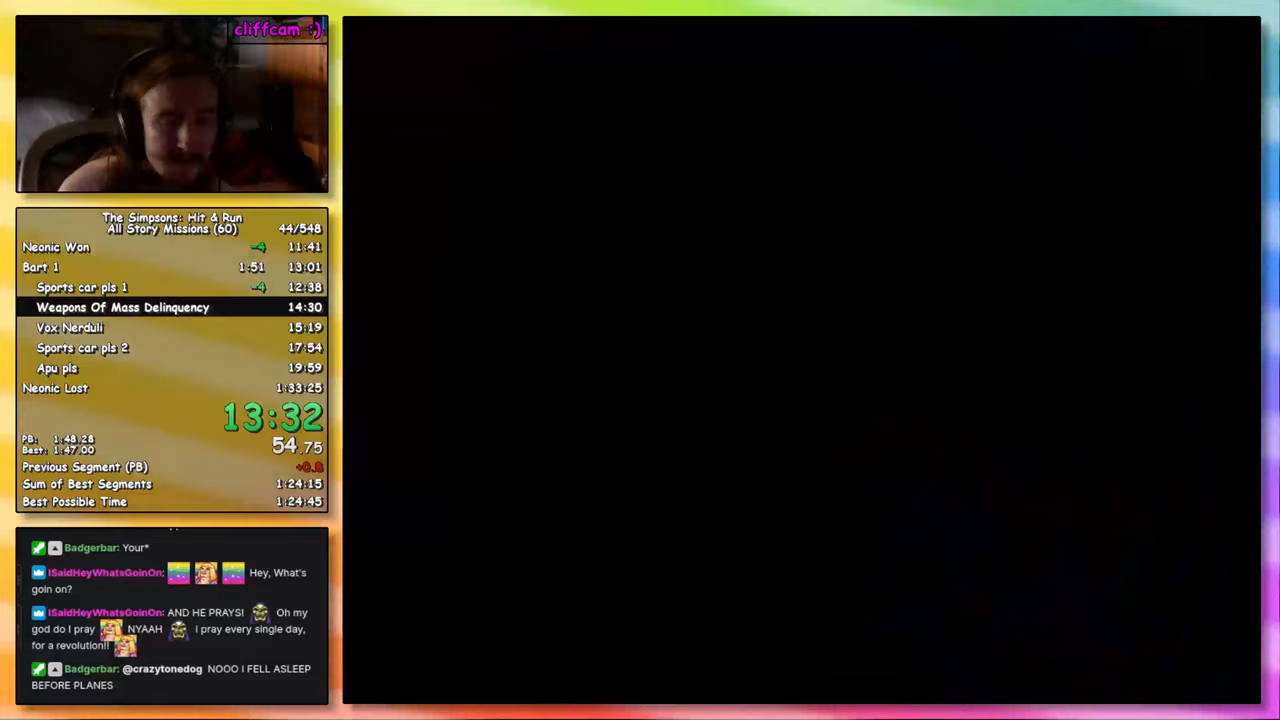 cliffcam :)
The Simpsons: Hit & Run
All Story Missions (60) 44/548
Neonic Won -4 11:41
Bart 1 1:51 13:01
Sports car pls 1 -4 12:38
Weapons Of Mass Delinquency 14:30
Vox Nerduli 15:19
Sports car pls 2 17:54
Apu pls 19:59
Neonic Lost 1:33:25
13:32
PB: 1:48.28
Best: 1:47.00
54.75
Previous Segment (PB) +0.8
Sum of Best Segments 1:24:15
Best Possible Time 1:24:45
Badgerbar: Your*
ISaidHeyWhatsGoinOn: Hey, What's
goin on?
ISaidHeyWhatsGoinOn: AND HE PRAYS! Oh my
god do I pray NYAAH I pray every single day,
for a revolution!!
Badgerbar: @crazytonedog NOOO I FELL ASLEEP
BEFORE PLANES